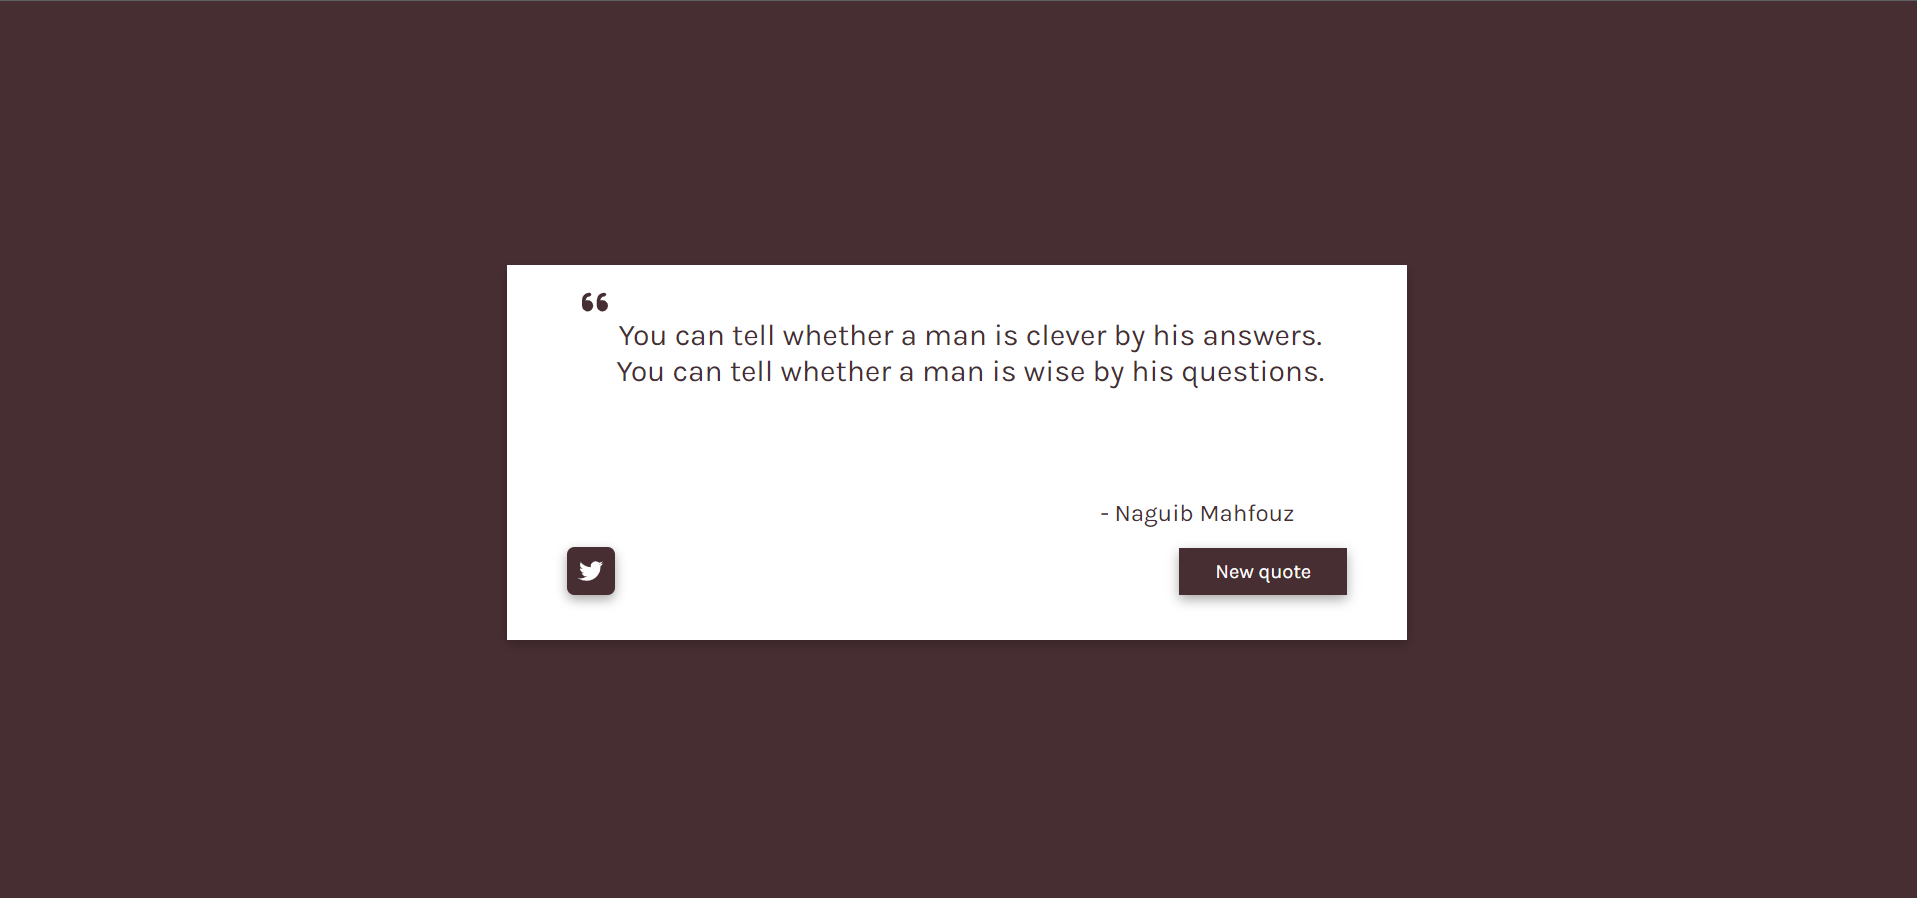 ❝
You can tell whether a man is clever by his answers.
You can tell whether a man is wise by his questions.
- Naguib Mahfouz
New quote